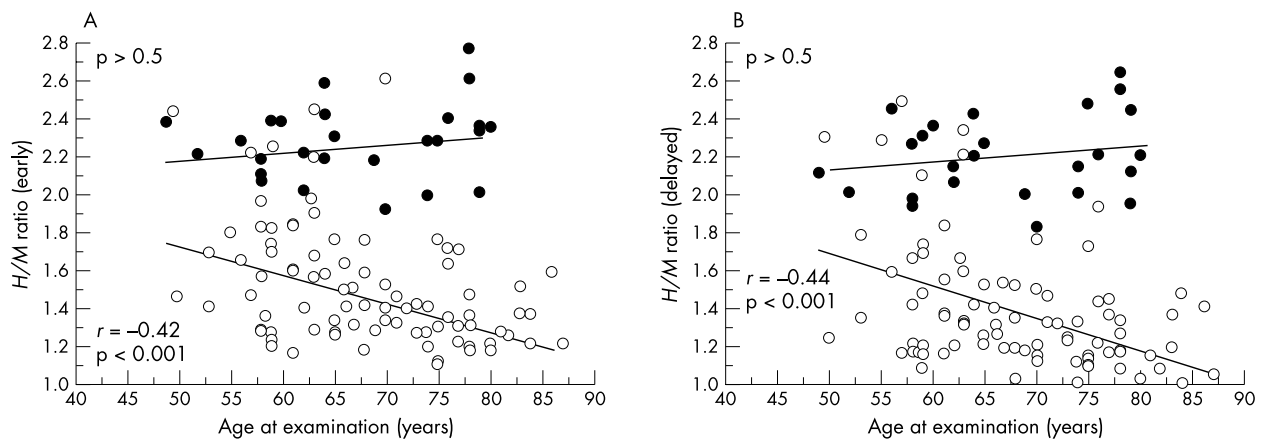 A
H/M ratio (early)
2.8
2.6
2.4
2.2
2.0
1.8
1.6
1.4
1.2
1.0
p > 0.5
r = –0.42
p < 0.001
40 45 50 55 60 65 70 75 80 85 90
Age at examination (years)
B
H/M ratio (delayed)
2.8
2.6
2.4
2.2
2.0
1.8
1.6
1.4
1.2
1.0
p > 0.5
r = –0.44
p < 0.001
40 45 50 55 60 65 70 75 80 85 90
Age at examination (years)